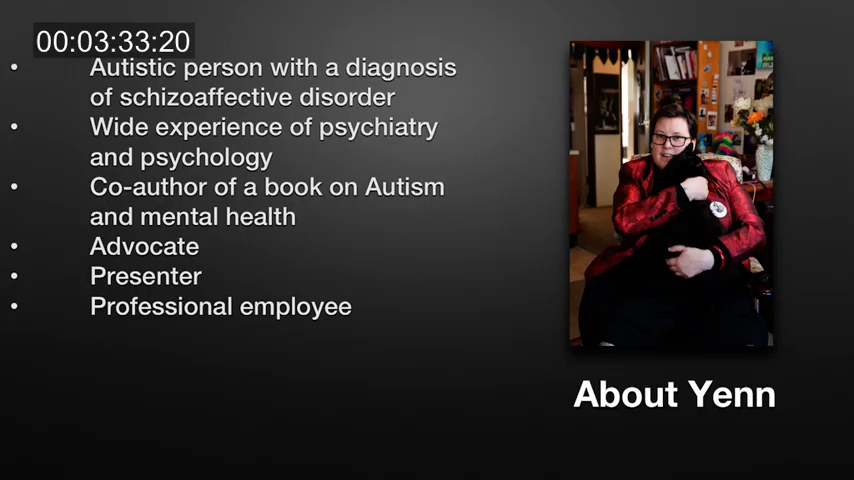 00:03:33:20
• Autistic person with a diagnosis
of schizoaffective disorder
• Wide experience of psychiatry
and psychology
• Co-author of a book on Autism
and mental health
• Advocate
• Presenter
• Professional employee
About Yenn